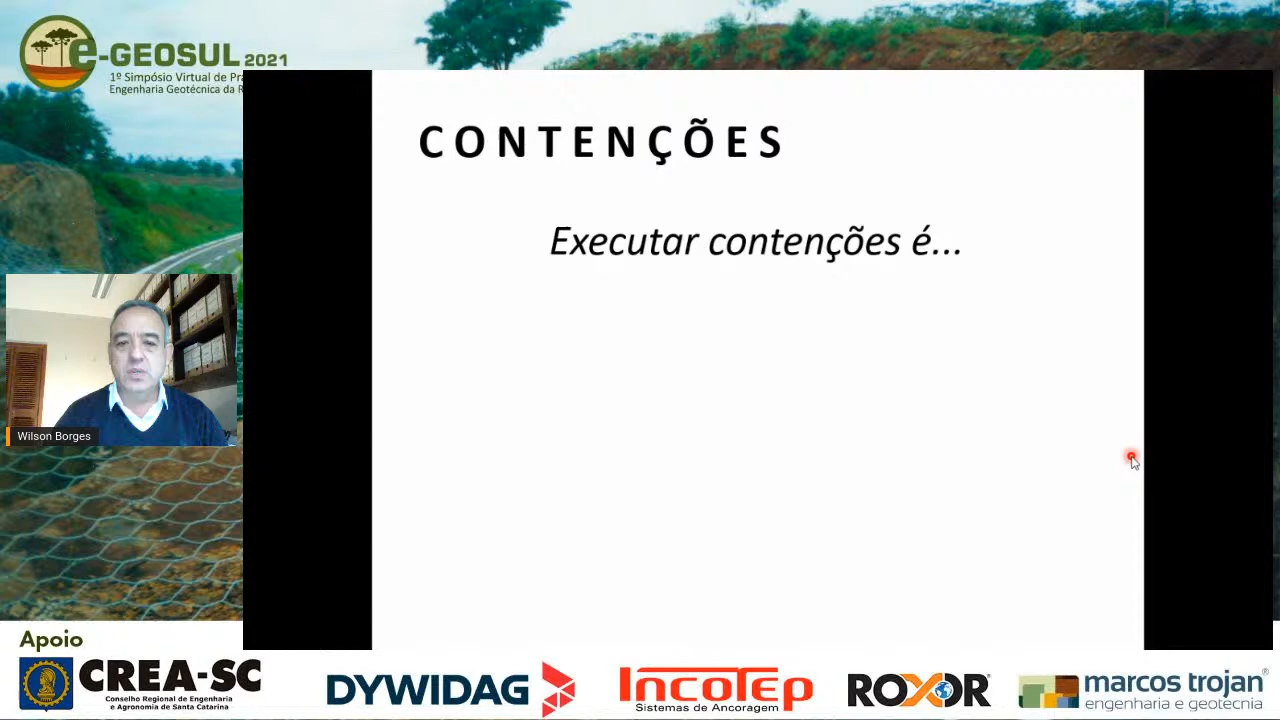 e-GEOSUL 2021
1º Simpósio Virtual de
Engenharia Geotécnica da
CONTENÇÕES
Executar contenções é...
Wilson Borges
Apoio
CREA-SC
Conselho Regional de Engenharia
e Agronomia de Santa Catarina
DYWIDAG
INCOTEP
Sistemas de Ancoragem
ROXOR®
marcos trojan®
engenharia e geotecnia